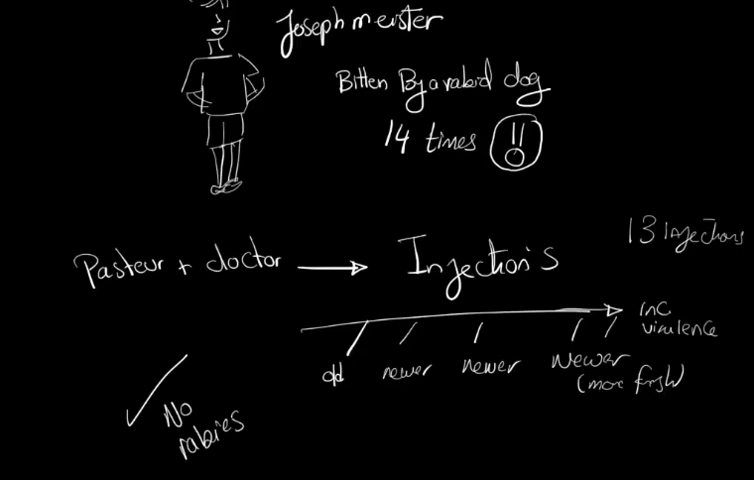 Joseph meister
Bitten By a rabid dog
14 times !!
13 Injections
Pasteur + doctor → Injections
Inc
virulence
old newer newer Newer
(more fresh)
No
rabies